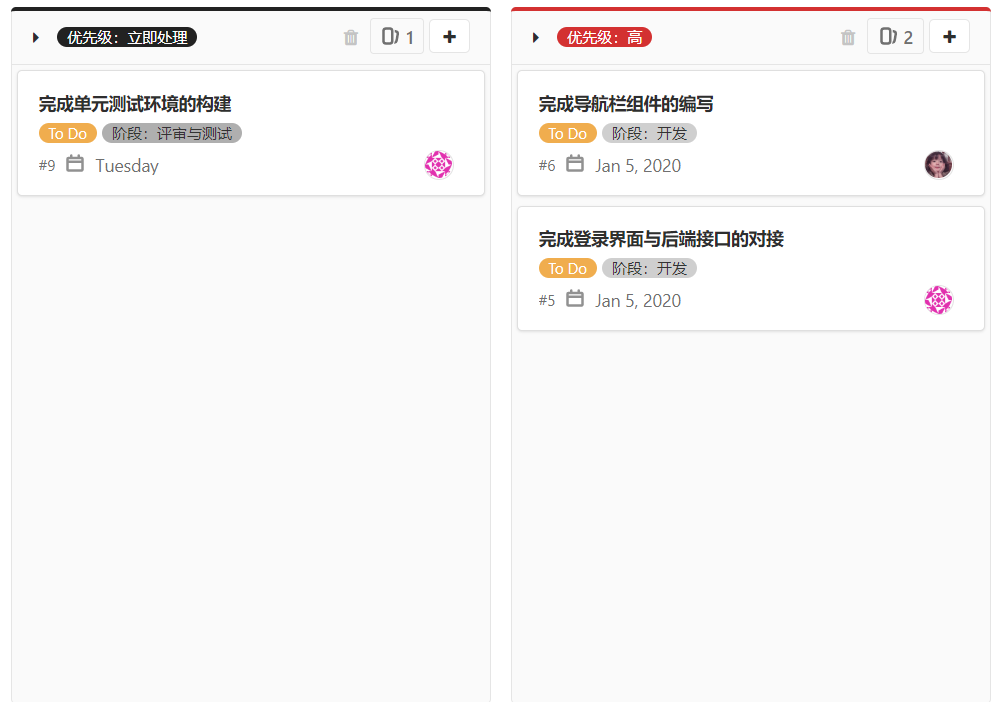 优先级：立即处理
1
完成单元测试环境的构建
To Do 阶段：评审与测试
#9 Tuesday
优先级：高
2
完成导航栏组件的编写
To Do 阶段：开发
#6 Jan 5, 2020
完成登录界面与后端接口的对接
To Do 阶段：开发
#5 Jan 5, 2020